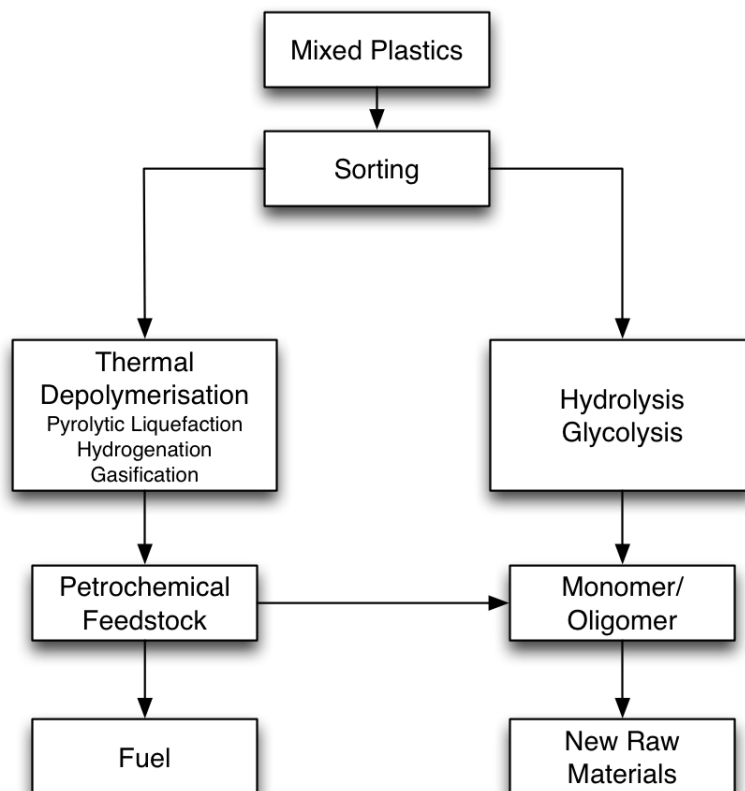 Mixed Plastics
Sorting
Thermal
Depolymerisation
Pyrolytic Liquefaction
Hydrogenation
Gasification
Hydrolysis
Glycolysis
Petrochemical
Feedstock
Monomer/
Oligomer
Fuel
New Raw
Materials